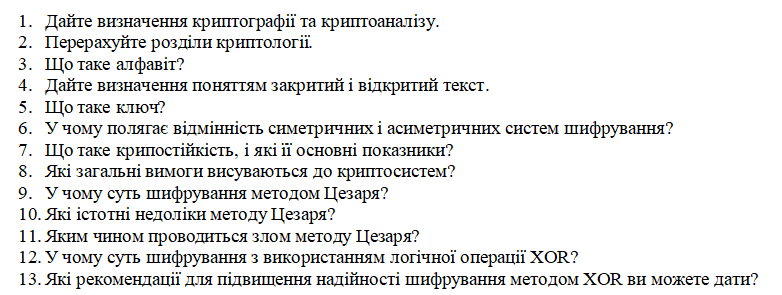 1. Дайте визначення криптографії та криптоаналізу.
2. Перерахуйте розділи криптології.
3. Що таке алфавіт?
4. Дайте визначення поняттям закритий і відкритий текст.
5. Що таке ключ?
6. У чому полягає відмінність симетричних і асиметричних систем шифрування?
7. Що таке крипостійкість, і які її основні показники?
8. Які загальні вимоги висуваються до криптосистем?
9. У чому суть шифрування методом Цезаря?
10. Які істотні недоліки методу Цезаря?
11. Яким чином проводиться злом методу Цезаря?
12. У чому суть шифрування з використанням логічної операції XOR?
13. Які рекомендації для підвищення надійності шифрування методом XOR ви можете дати?